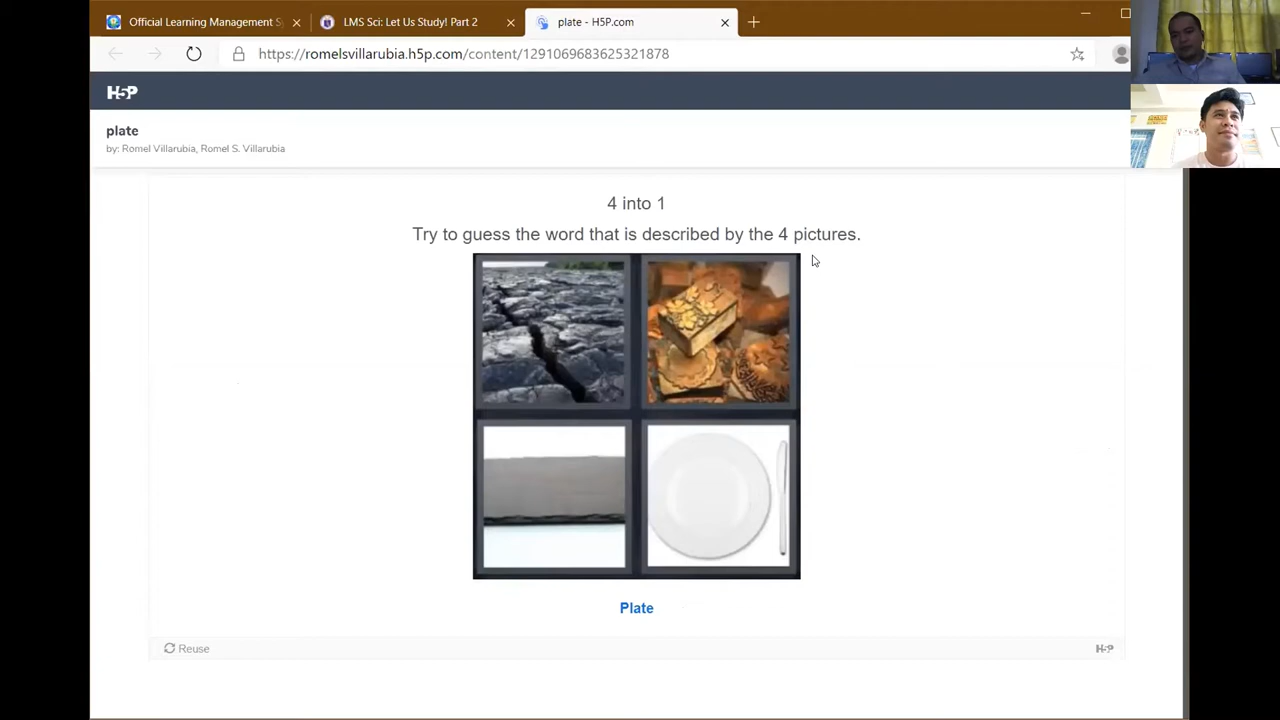 Official Learning Management S
LMS Sci: Let Us Study! Part 2
plate - H5P.com
https://romelsvillarubia.h5p.com/content/1291069683625321878
H5P
plate
by: Romel Villarubia, Romel S. Villarubia
4 into 1
Try to guess the word that is described by the 4 pictures.
Plate
Reuse
H5P